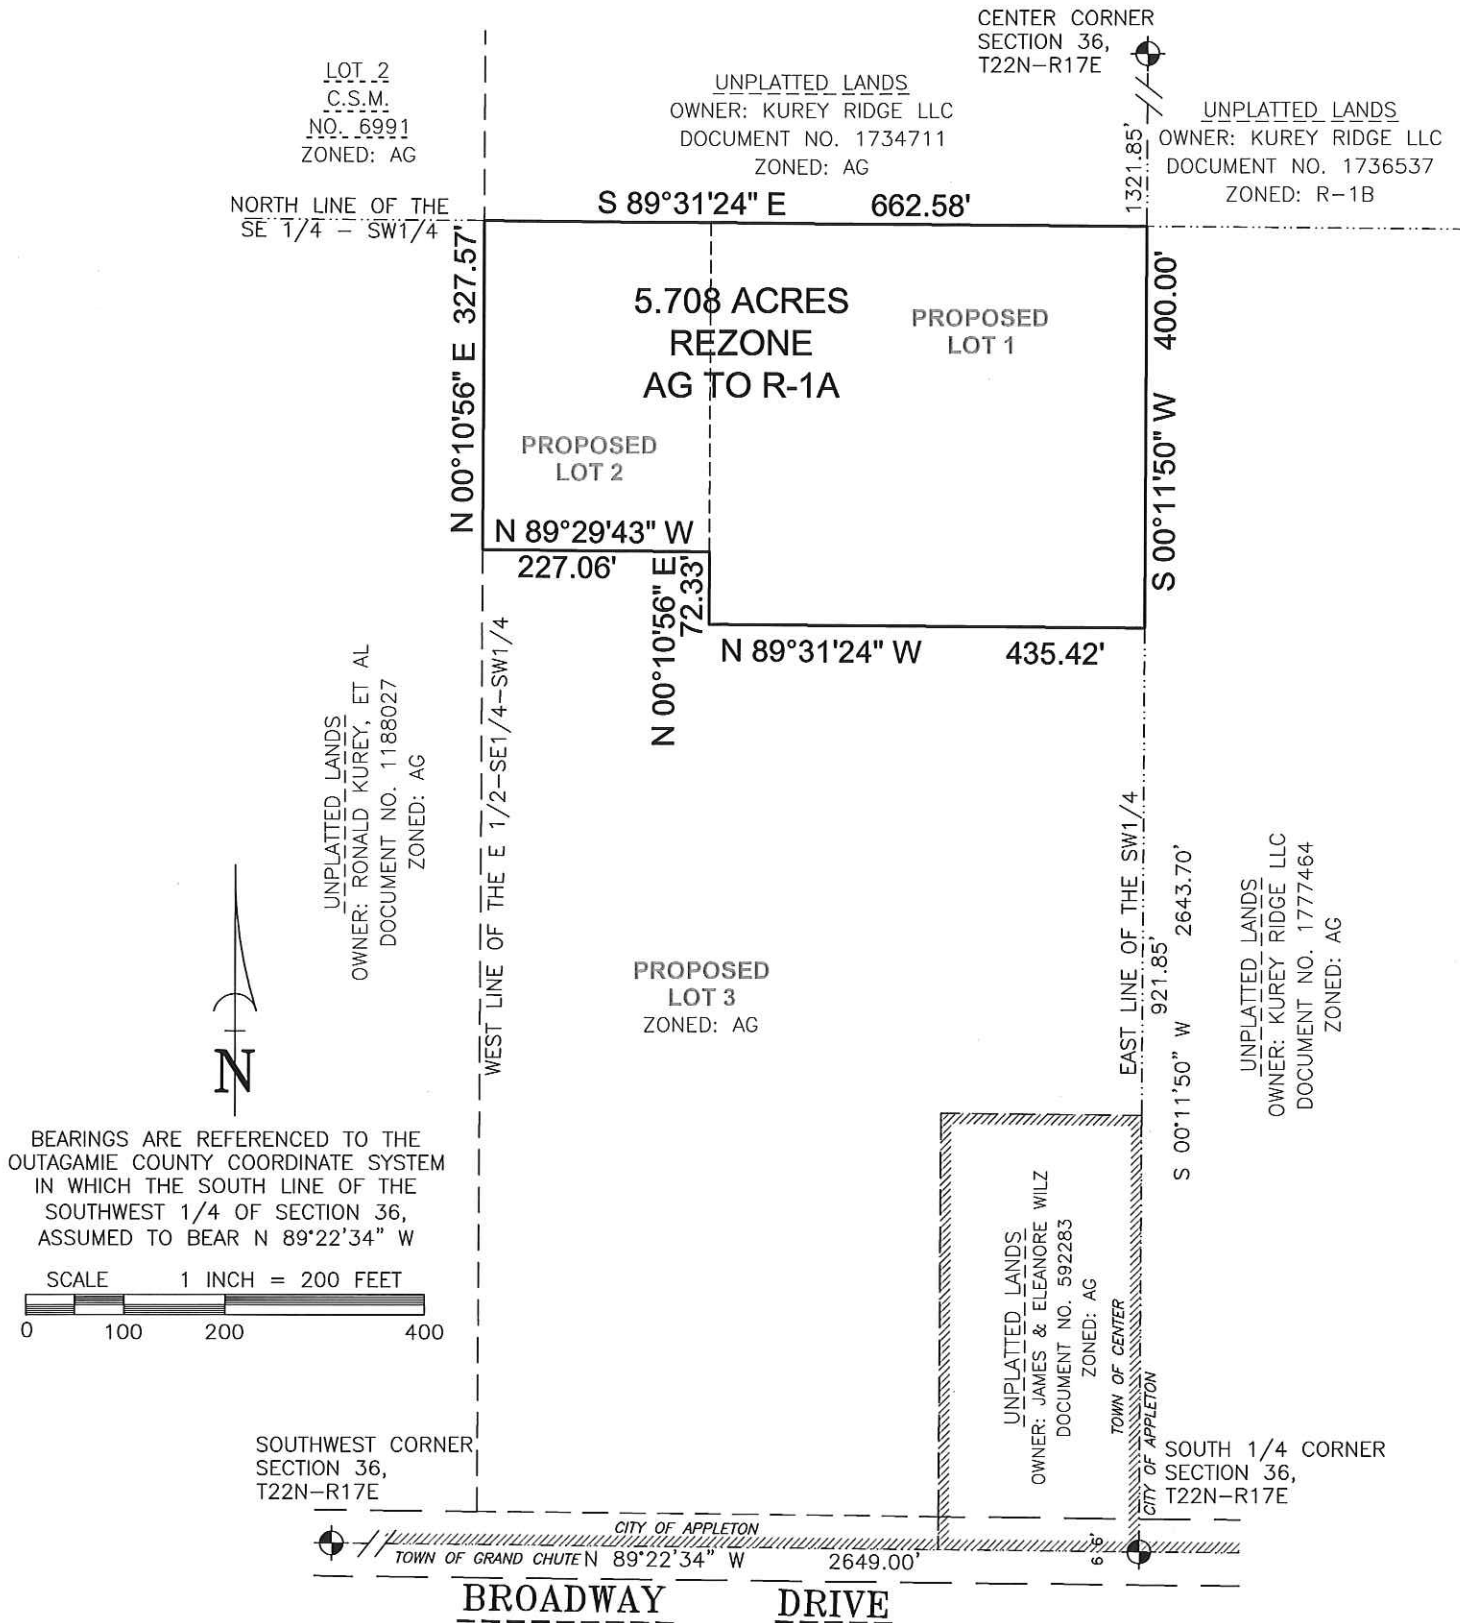 CENTER CORNER
SECTION 36,
T22N-R17E
LOT 2
C.S.M.
NO. 6991
ZONED: AG
UNPLATTED LANDS
OWNER: KUREY RIDGE LLC
DOCUMENT NO. 1734711
ZONED: AG
1321.85'
UNPLATTED LANDS
OWNER: KUREY RIDGE LLC
DOCUMENT NO. 1736537
ZONED: R-1B
NORTH LINE OF THE
SE 1/4 - SW1/4
S 89°31'24" E 662.58'
N 00°10'56" E 327.57'
5.708 ACRES
REZONE
AG TO R-1A
PROPOSED
LOT 1
S 00°11'50" W 400.00'
PROPOSED
LOT 2
N 89°29'43" W
227.06'
N 00°10'56" E
72.33'
N 89°31'24" W 435.42'
UNPLATTED LANDS
OWNER: RONALD KUREY, ET AL
DOCUMENT NO. 1188027
ZONED: AG
WEST LINE OF THE E 1/2-SE1/4-SW1/4
PROPOSED
LOT 3
ZONED: AG
EAST LINE OF THE SW1/4
921.85'
S 00°11'50" W 2643.70'
UNPLATTED LANDS
OWNER: KUREY RIDGE LLC
DOCUMENT NO. 1777464
ZONED: AG
N
BEARINGS ARE REFERENCED TO THE
OUTAGAMIE COUNTY COORDINATE SYSTEM
IN WHICH THE SOUTH LINE OF THE
SOUTHWEST 1/4 OF SECTION 36,
ASSUMED TO BEAR N 89°22'34" W
SCALE 1 INCH = 200 FEET
0 100 200 400
UNPLATTED LANDS
OWNER: JAMES & ELEANORE WILZ
DOCUMENT NO. 592283
ZONED: AG
TOWN OF CENTER
CITY OF APPLETON
SOUTHWEST CORNER
SECTION 36,
T22N-R17E
SOUTH 1/4 CORNER
SECTION 36,
T22N-R17E
CITY OF APPLETON
TOWN OF GRAND CHUTE N 89°22'34" W 2649.00'
66'
BROADWAY DRIVE